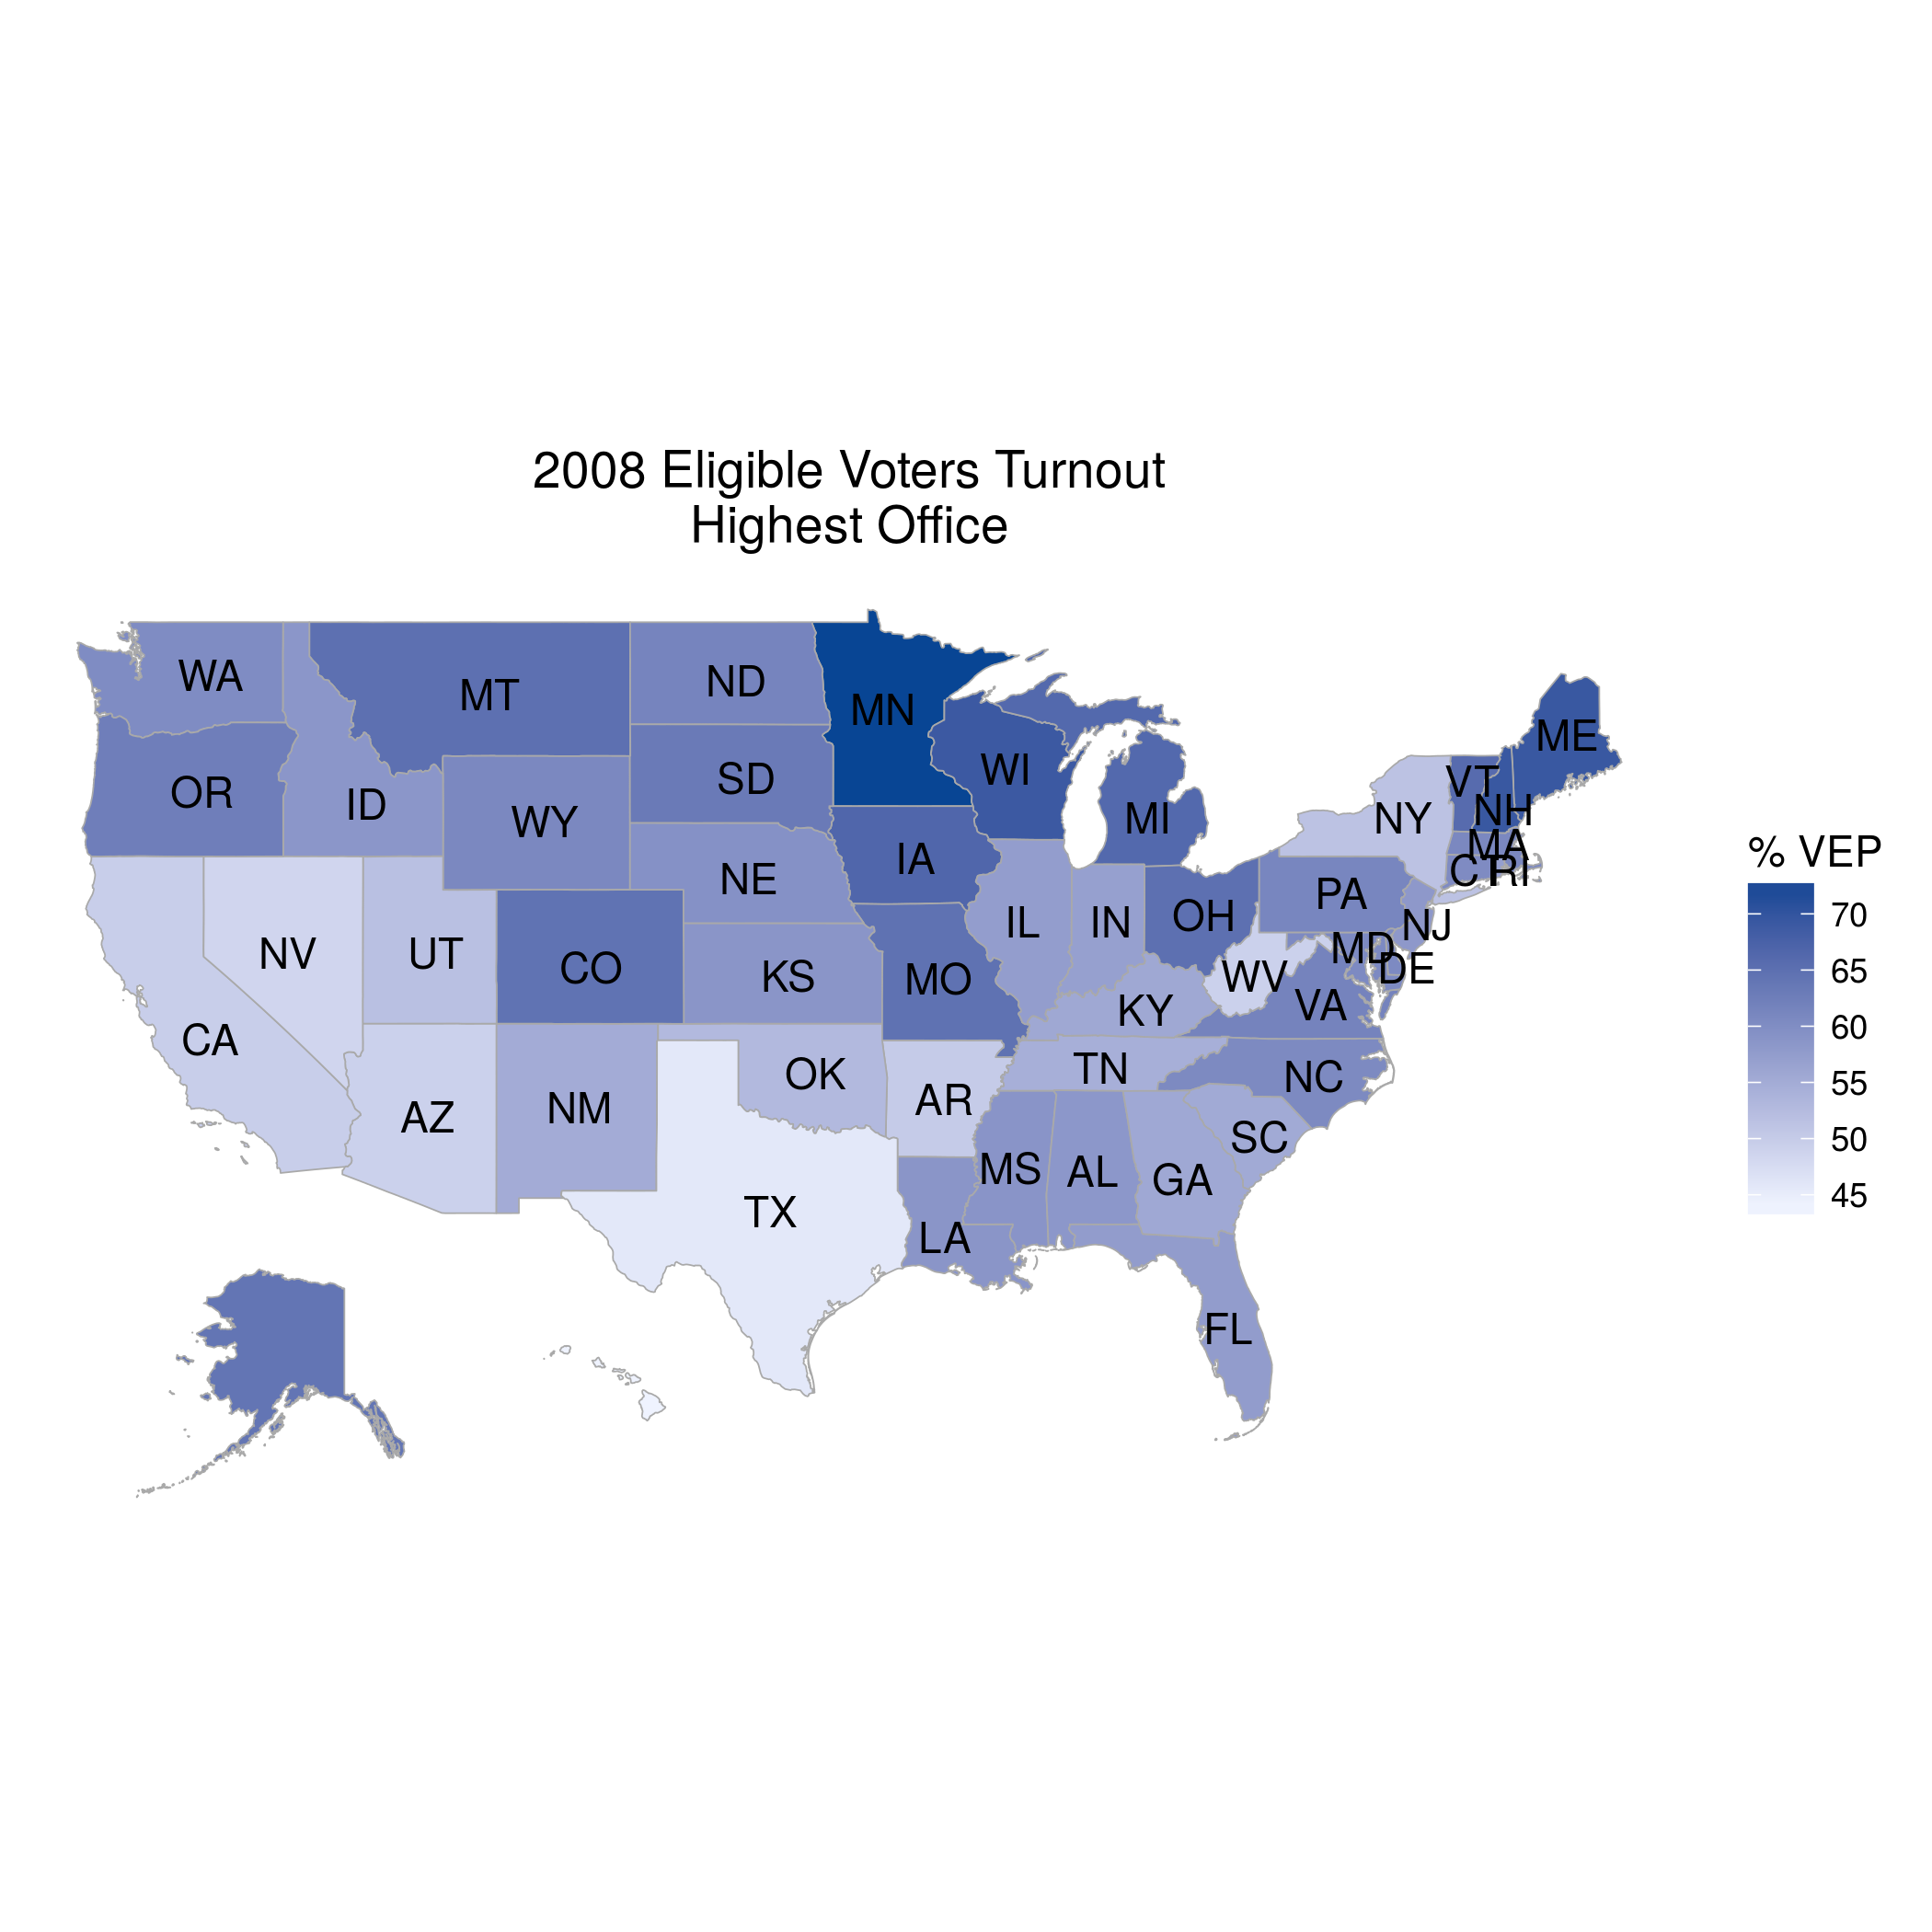 2008 Eligible Voters Turnout
Highest Office
WA
MT
ND
MN
ME
OR
ID
WY
SD
WI
MI
NY
VT
NH
MA
CT
RI
% VEP
NE
IA
IL
IN
OH
PA
NJ
MD
DE
NV
UT
CO
KS
MO
WV
VA
KY
CA
AZ
NM
OK
AR
TN
NC
SC
MS
AL
GA
TX
LA
FL
70
65
60
55
50
45